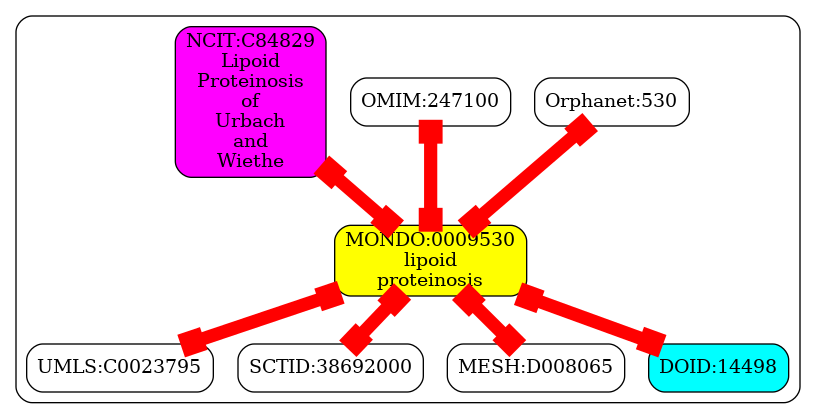 NCIT:C84829
Lipoid
Proteinosis
of
Urbach
and
Wiethe
OMIM:247100
Orphanet:530
MONDO:0009530
lipoid
proteinosis
UMLS:C0023795
SCTID:38692000
MESH:D008065
DOID:14498